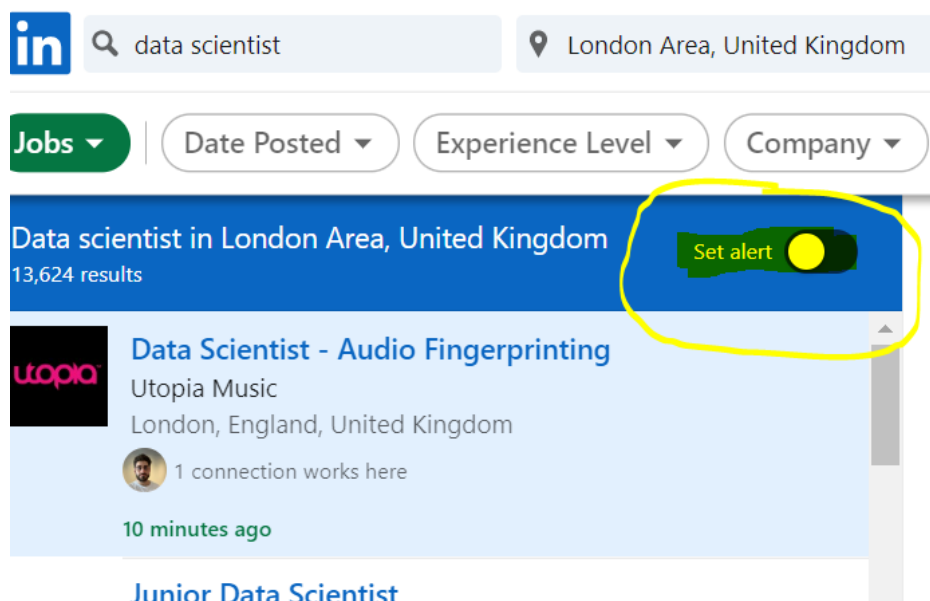 in
data scientist
London Area, United Kingdom
Jobs
Date Posted
Experience Level
Company
Data scientist in London Area, United Kingdom
13,624 results
Set alert
utopia
Data Scientist - Audio Fingerprinting
Utopia Music
London, England, United Kingdom
1 connection works here
10 minutes ago
Junior Data Scientist